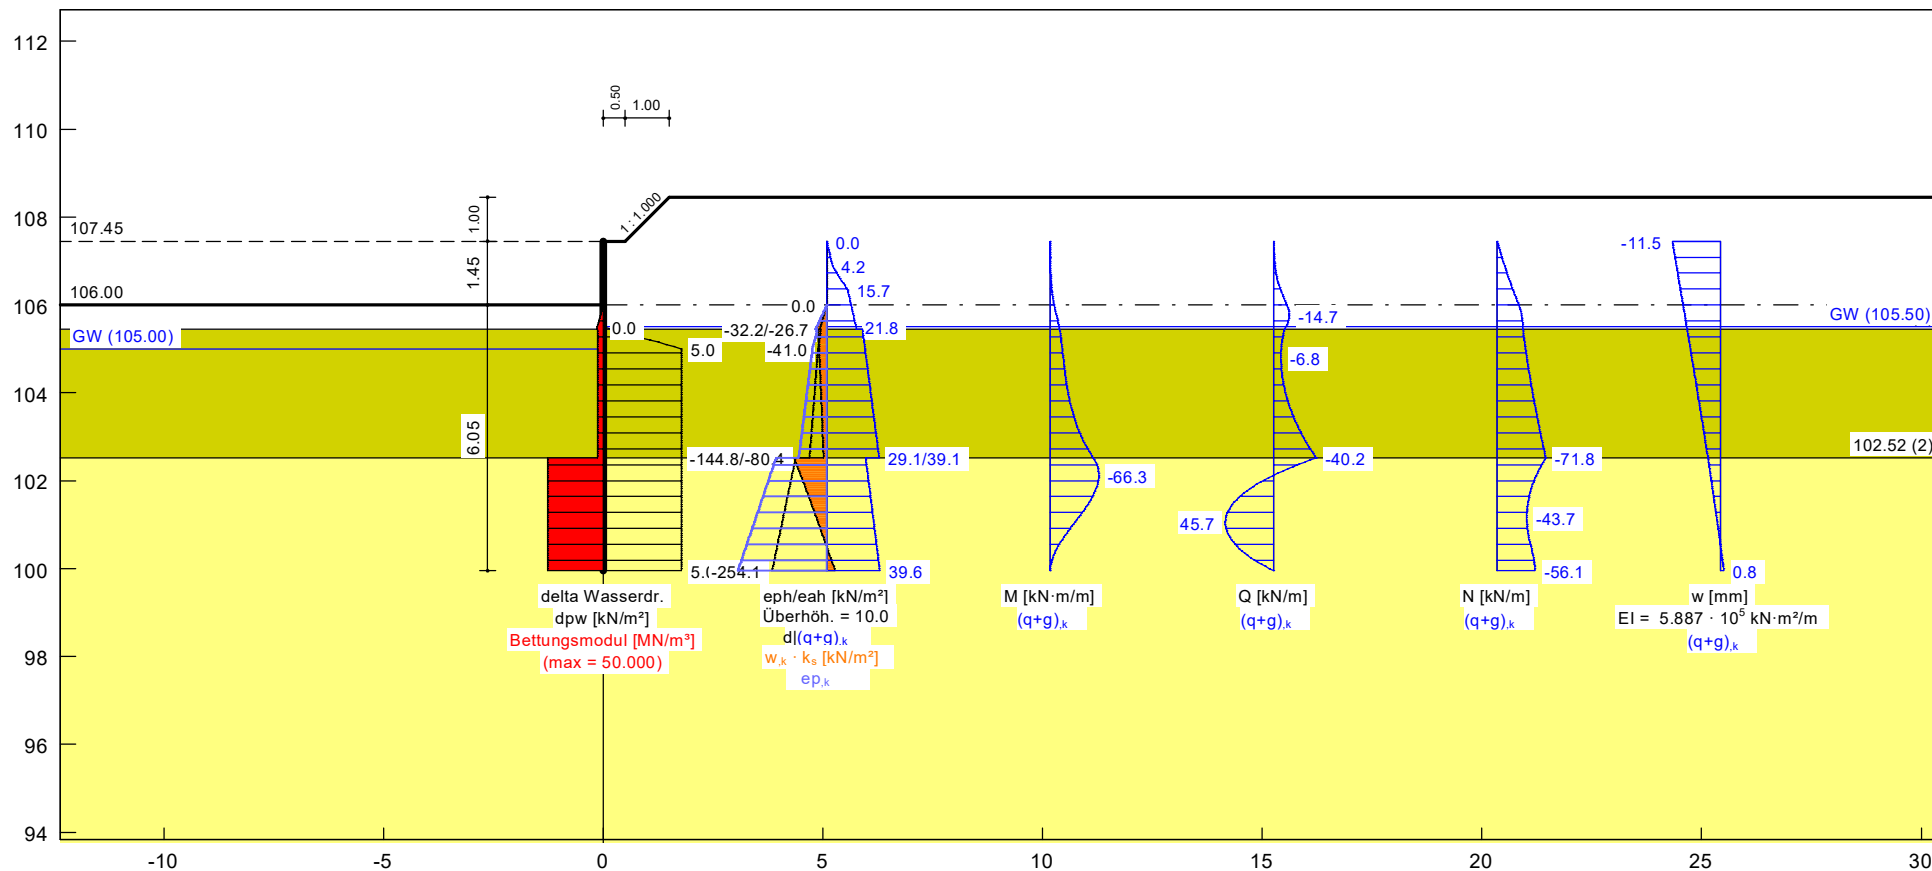 112
110
108
106
104
102
100
98
96
94
-10
-5
0
5
10
15
20
25
30
0.50
1.00
1:1.000
1.00
1.45
6.05
107.45
106.00
GW (105.00)
GW (105.50)
102.52 (2)
0.0
5.0
5.(
delta Wasserdr.
dpw [kN/m²]
Bettungsmodul [MN/m³]
(max = 50.000)
0.0
4.2
15.7
0.0
-32.2/-26.7
21.8
-41.0
-144.8/-80.4
29.1/39.1
-254.1
39.6
eph/eah [kN/m²]
Überhöh. = 10.0
d|(q+g),k
w,k · ks [kN/m²]
ep,k
-66.3
M [kN·m/m]
(q+g),k
-14.7
-6.8
-40.2
45.7
Q [kN/m]
(q+g),k
-71.8
-43.7
-56.1
N [kN/m]
(q+g),k
-11.5
0.8
w [mm]
EI = 5.887 · 10⁵ kN·m²/m
(q+g),k